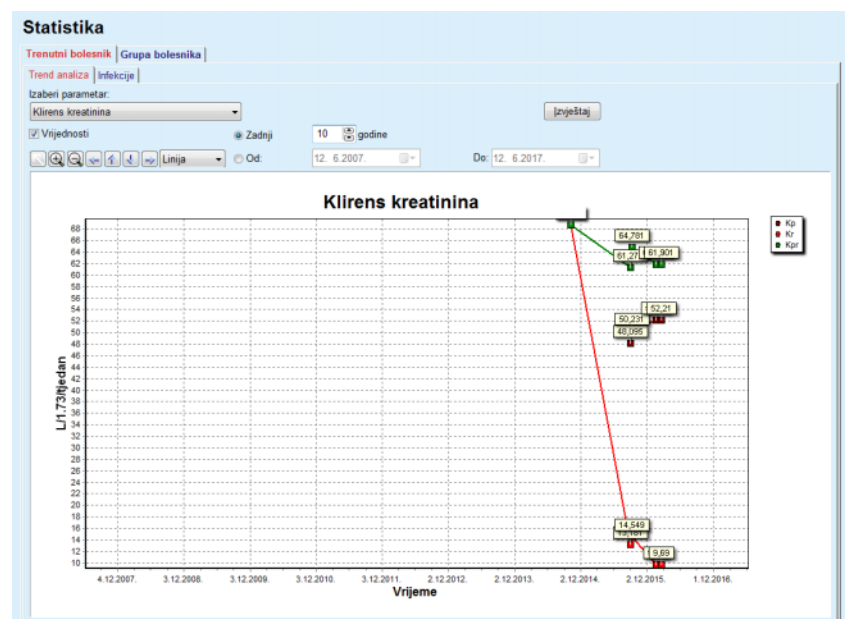 Statistika
Trenutni bolesnik Grupa bolesnika
Trend analiza Infekcije
Izaberi parametar:
Klirens kreatinina Izvještaj
Vrijednosti Zadnji 10 godine
Linija Od: 12. 6.2007. Do: 12. 6.2017.
Klirens kreatinina
Kp
Kr
Kpr
68
66
64
62
60
58
56
54
52
50
48
46
44
42
40
38
36
34
32
30
28
26
24
22
20
18
16
14
12
10
L/1.73/tjedan
64,781
61,27
61,901
52,21
50,231
48,095
14,549
9,69
4.12.2007. 3.12.2008. 3.12.2009. 3.12.2010. 3.12.2011. 2.12.2012. 2.12.2013. 2.12.2014. 2.12.2015. 1.12.2016.
Vrijeme